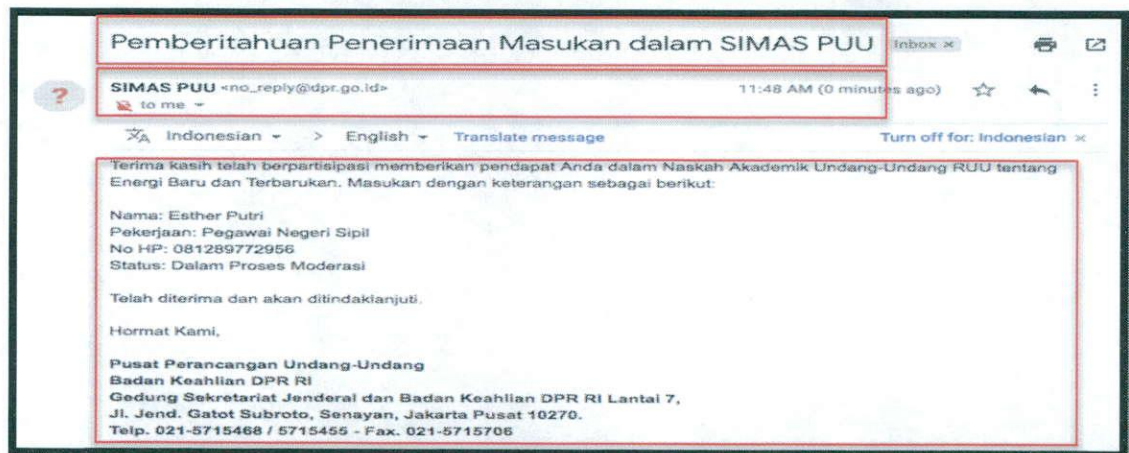 Pemberitahuan Penerimaan Masukan dalam SIMAS PUU Inbox ×
?
SIMAS PUU <no_reply@dpr.go.id> 11:48 AM (0 minutes ago)
to me
Indonesian > English Translate message Turn off for: Indonesian ×
Terima kasih telah berpartisipasi memberikan pendapat Anda dalam Naskah Akademik Undang-Undang RUU tentang
Energi Baru dan Terbarukan. Masukan dengan keterangan sebagai berikut:
Nama: Esther Putri
Pekerjaan: Pegawai Negeri Sipil
No HP: 081289772956
Status: Dalam Proses Moderasi
Telah diterima dan akan ditindaklanjuti.
Hormat Kami,
Pusat Perancangan Undang-Undang
Badan Keahlian DPR RI
Gedung Sekretariat Jenderal dan Badan Keahlian DPR RI Lantai 7,
Jl. Jend. Gatot Subroto, Senayan, Jakarta Pusat 10270.
Telp. 021-5715468 / 5715455 - Fax. 021-5715706